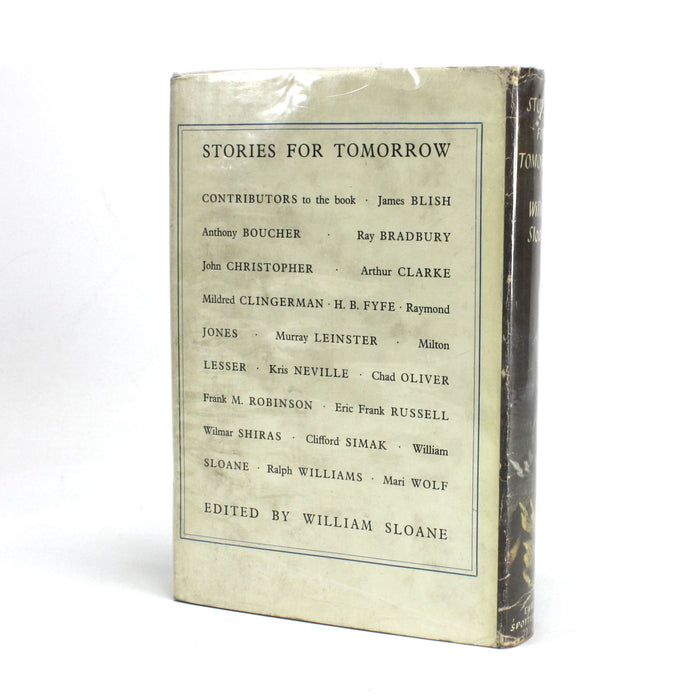 STORIES FOR TOMORROW
CONTRIBUTORS to the book · James BLISH
Anthony BOUCHER · Ray BRADBURY
John CHRISTOPHER · Arthur CLARKE
Mildred CLINGERMAN · H. B. FYFE · Raymond
JONES · Murray LEINSTER · Milton
LESSER · Kris NEVILLE · Chad OLIVER
Frank M. ROBINSON · Eric Frank RUSSELL
Wilmar SHIRAS · Clifford SIMAK · William
SLOANE · Ralph WILLIAMS · Mari WOLF
EDITED BY WILLIAM SLOANE